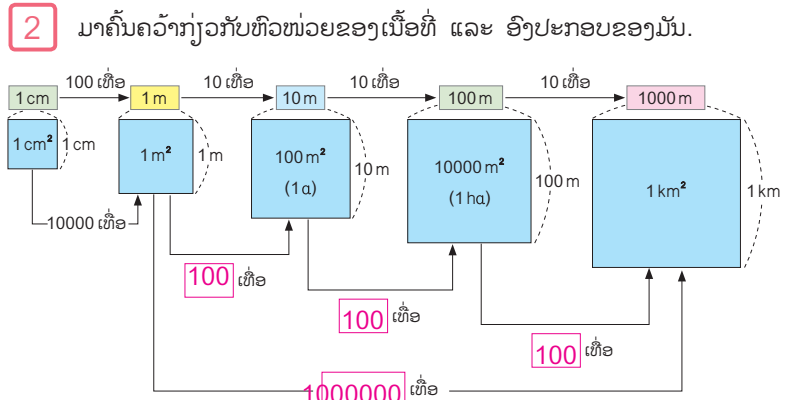 2 ມາຄົ້ນຄວ້າກ່ຽວກັບຫົວໜ່ວຍຂອງເນື້ອທີ່ ແລະ ອົງປະກອບຂອງມັນ.
100 ເທື່ອ 10 ເທື່ອ 10 ເທື່ອ 10 ເທື່ອ
1 cm 1 m 10 m 100 m 1000 m
1 cm² 1 cm 1 m² 1 m 100 m² (1 a) 10 m 10000 m² (1 ha) 100 m 1 km² 1 km
10000 ເທື່ອ
100 ເທື່ອ
100 ເທື່ອ
100 ເທື່ອ
1000000 ເທື່ອ